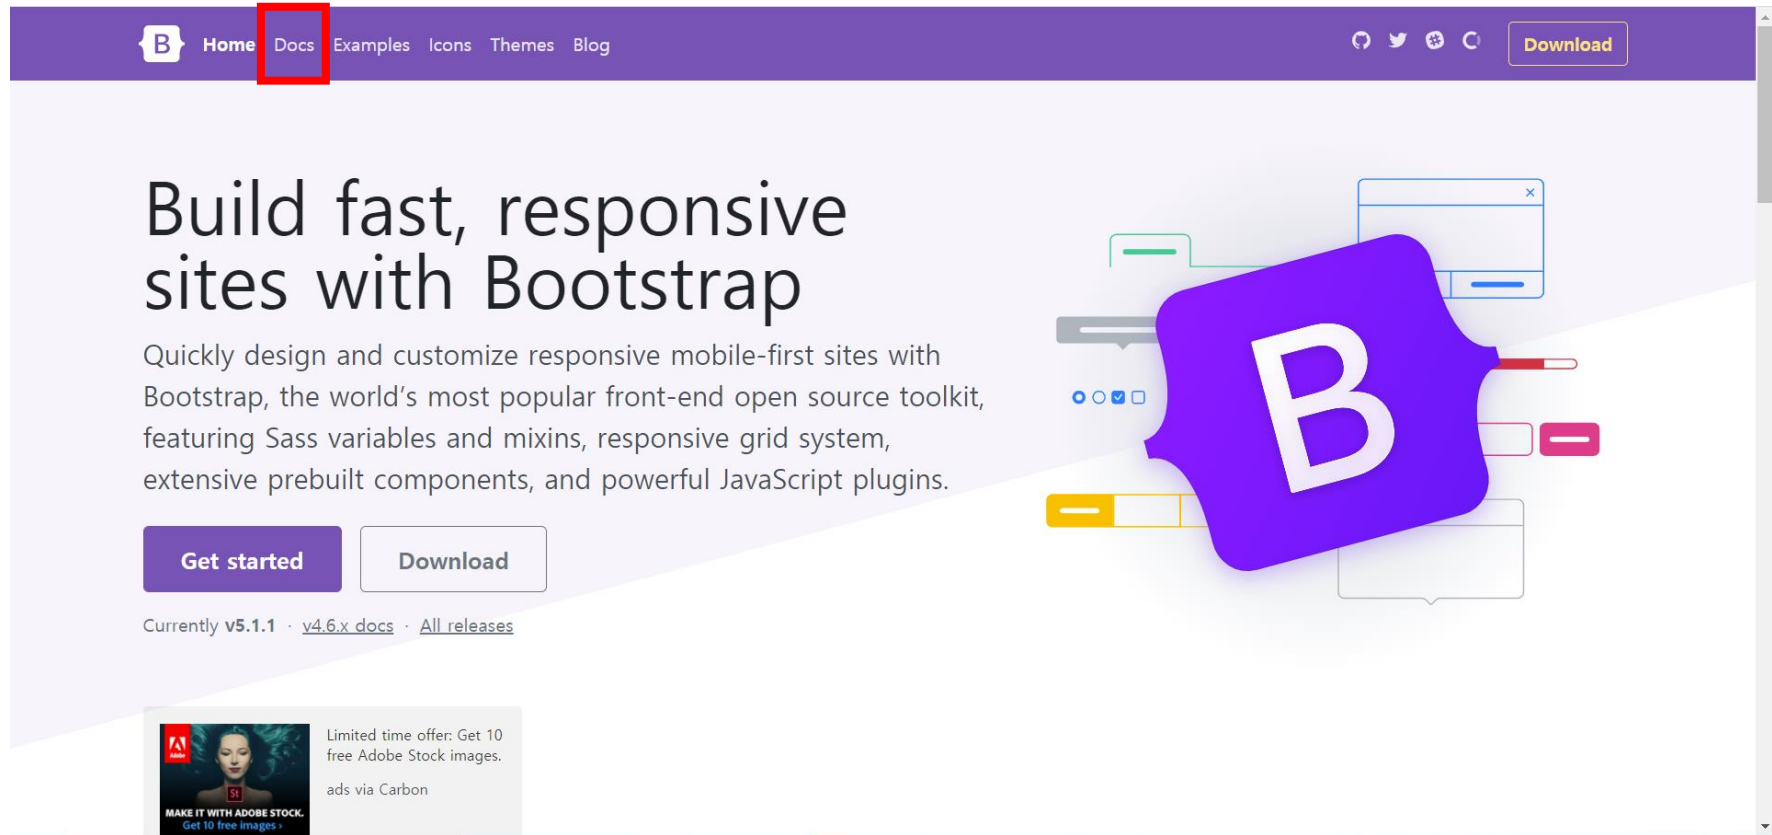 B Home Docs Examples Icons Themes Blog Download
Build fast, responsive
sites with Bootstrap
Quickly design and customize responsive mobile-first sites with
Bootstrap, the world's most popular front-end open source toolkit,
featuring Sass variables and mixins, responsive grid system,
extensive prebuilt components, and powerful JavaScript plugins.
B
Get started Download
Currently v5.1.1 · v4.6.x docs · All releases
Adobe
St
MAKE IT WITH ADOBE STOCK.
Get 10 free images ›
Limited time offer: Get 10
free Adobe Stock images.
ads via Carbon